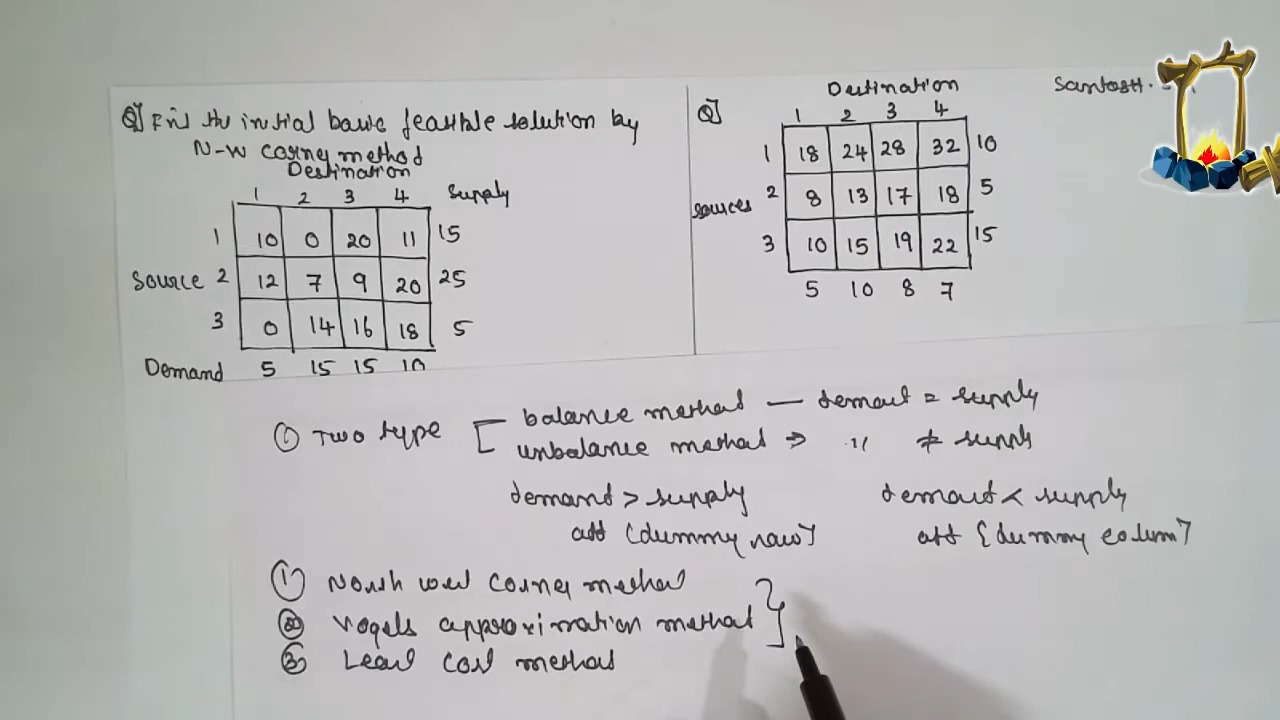 Q] Find the initial basic feasible solution by
N-W corner method
Destination
1 2 3 4 Supply
1 10 0 20 11 15
Source 2 12 7 9 20 25
3 0 14 16 18 5
Demand 5 15 15 10
Q]
Destination
1 2 3 4
1 18 24 28 32 10
Sources 2 8 13 17 18 5
3 10 15 19 22 15
5 10 8 7
Santosh.
① Two type
balance method — demand = supply
unbalance method ⇒ ,, ≠ supply
demand > supply demand < supply
add {dummy row} add {dummy column}
① North west corner method
② Vogels approximation method
③ Least cost method